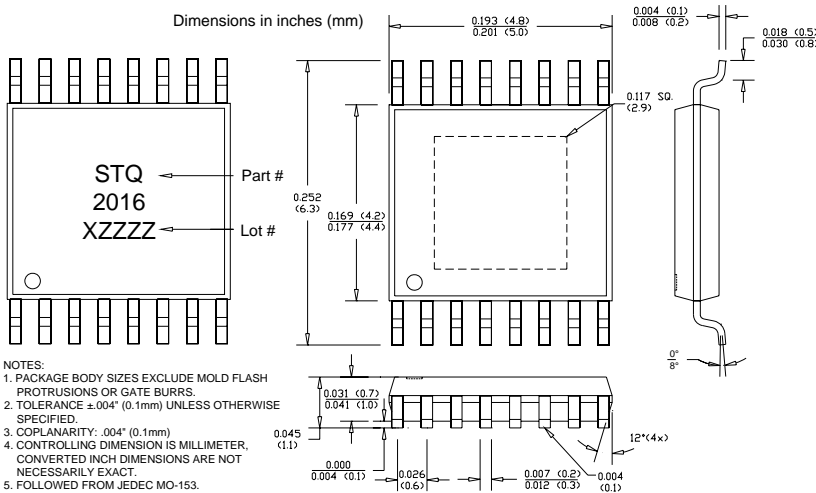 Dimensions in inches (mm)
0.193 (4.8)
0.201 (5.0)
0.004 (0.1)
0.008 (0.2)
0.018 (0.5)
0.030 (0.8)
0.117 SQ.
(2.9)
STQ
2016
XZZZZ
Part #
Lot #
0.252
(6.3)
0.169 (4.2)
0.177 (4.4)
0°
8°
NOTES:
1. PACKAGE BODY SIZES EXCLUDE MOLD FLASH
PROTRUSIONS OR GATE BURRS.
2. TOLERANCE ±.004" (0.1mm) UNLESS OTHERWISE
SPECIFIED.
3. COPLANARITY: .004" (0.1mm)
4. CONTROLLING DIMENSION IS MILLIMETER,
CONVERTED INCH DIMENSIONS ARE NOT
NECESSARILY EXACT.
5. FOLLOWED FROM JEDEC MO-153.
0.031 (0.7)
0.041 (1.0)
0.045
(1.1)
0.000
0.004 (0.1)
0.026
(0.6)
0.007 (0.2)
0.012 (0.3)
0.004
(0.1)
12°(4x)